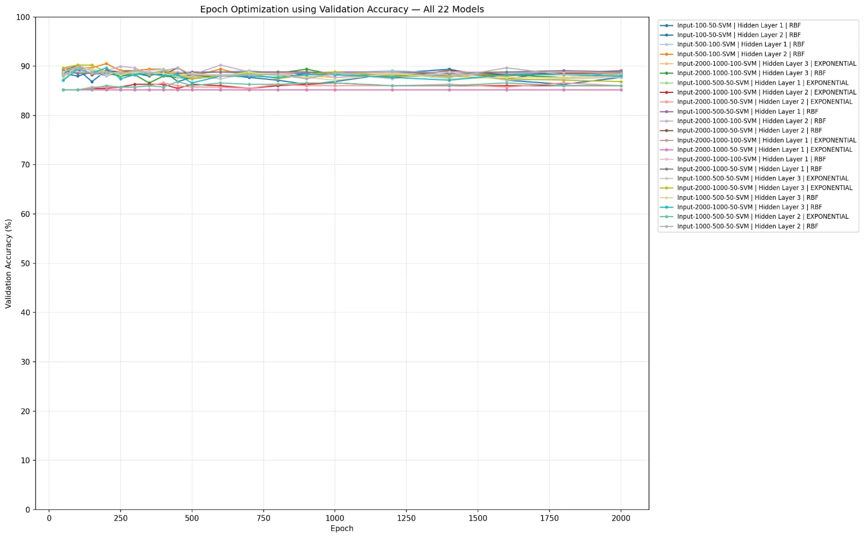 Epoch Optimization using Validation Accuracy — All 22 Models
Validation Accuracy (%)
100
90
80
70
60
50
40
30
20
10
0
0
250
500
750
1000
1250
1500
1750
2000
Epoch
Input-100-50-SVM | Hidden Layer 1 | RBF
Input-100-50-SVM | Hidden Layer 2 | RBF
Input-500-100-SVM | Hidden Layer 1 | RBF
Input-500-100-SVM | Hidden Layer 2 | RBF
Input-2000-1000-100-SVM | Hidden Layer 3 | EXPONENTIAL
Input-2000-1000-100-SVM | Hidden Layer 3 | RBF
Input-1000-500-50-SVM | Hidden Layer 1 | EXPONENTIAL
Input-2000-1000-100-SVM | Hidden Layer 2 | EXPONENTIAL
Input-2000-1000-50-SVM | Hidden Layer 2 | EXPONENTIAL
Input-1000-500-50-SVM | Hidden Layer 1 | RBF
Input-2000-1000-100-SVM | Hidden Layer 2 | RBF
Input-2000-1000-50-SVM | Hidden Layer 2 | RBF
Input-2000-1000-100-SVM | Hidden Layer 1 | EXPONENTIAL
Input-2000-1000-50-SVM | Hidden Layer 1 | EXPONENTIAL
Input-2000-1000-100-SVM | Hidden Layer 1 | RBF
Input-2000-1000-50-SVM | Hidden Layer 1 | RBF
Input-1000-500-50-SVM | Hidden Layer 3 | EXPONENTIAL
Input-2000-1000-50-SVM | Hidden Layer 3 | EXPONENTIAL
Input-1000-500-50-SVM | Hidden Layer 3 | RBF
Input-2000-1000-50-SVM | Hidden Layer 3 | RBF
Input-1000-500-50-SVM | Hidden Layer 2 | EXPONENTIAL
Input-1000-500-50-SVM | Hidden Layer 2 | RBF